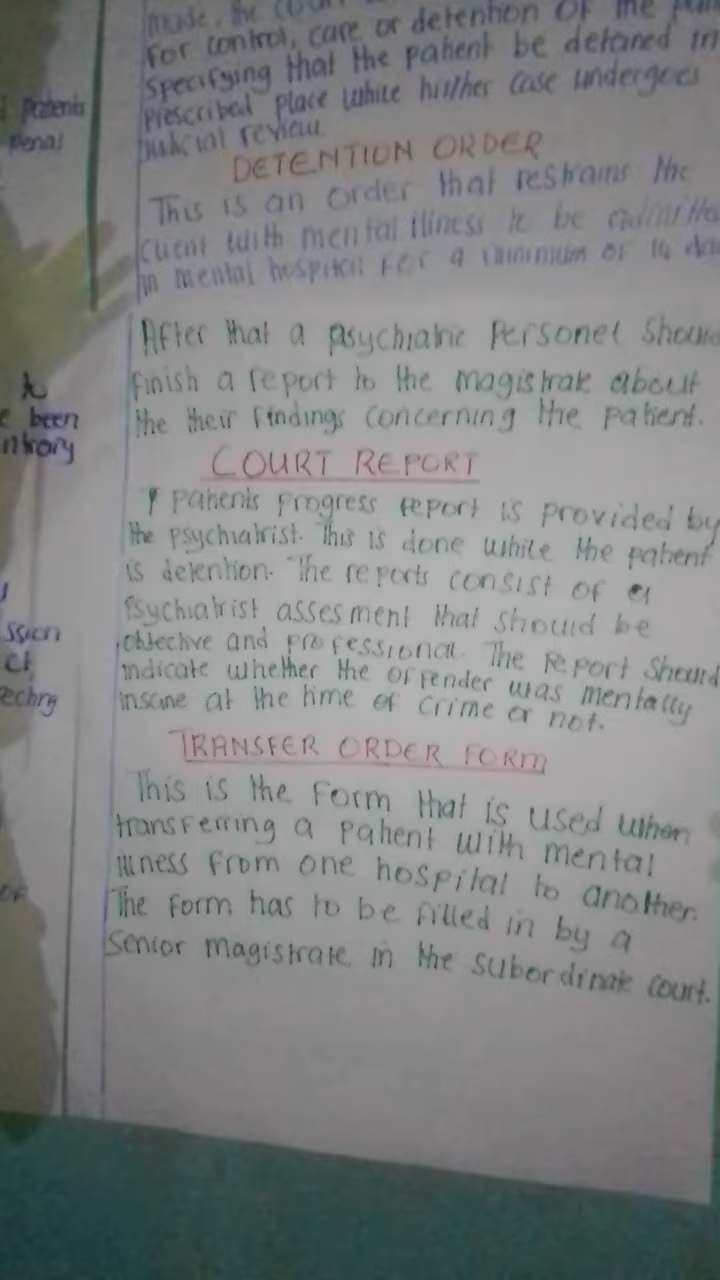 made, the
for control, care or detention of the
specifying that the patient be detained in
prescribed place while his/her case undergoes
judicial review
DETENTION ORDER
This is an order that restrains the
client with mental illness to be
in mental hospital for a minimum of 14
After that a psychiatric Personel
Finish a report to the magistrate about
the their findings concerning the patient.
COURT REPORT
patients progress report is provided by
the psychiatrist. This is done while the patient
is detention. The reports consist of a
Psychiatrist assesment that should be
objective and professional. The report Should
indicate whether the offender was mentally
insane at the time of crime or not.
TRANSFER ORDER FORM
This is the Form that is used when
transferring a patient with mental
illness from one hospital to another.
The form has to be filled in by a
Senior magistrate in the subordinate court.
patients
penal
to
been